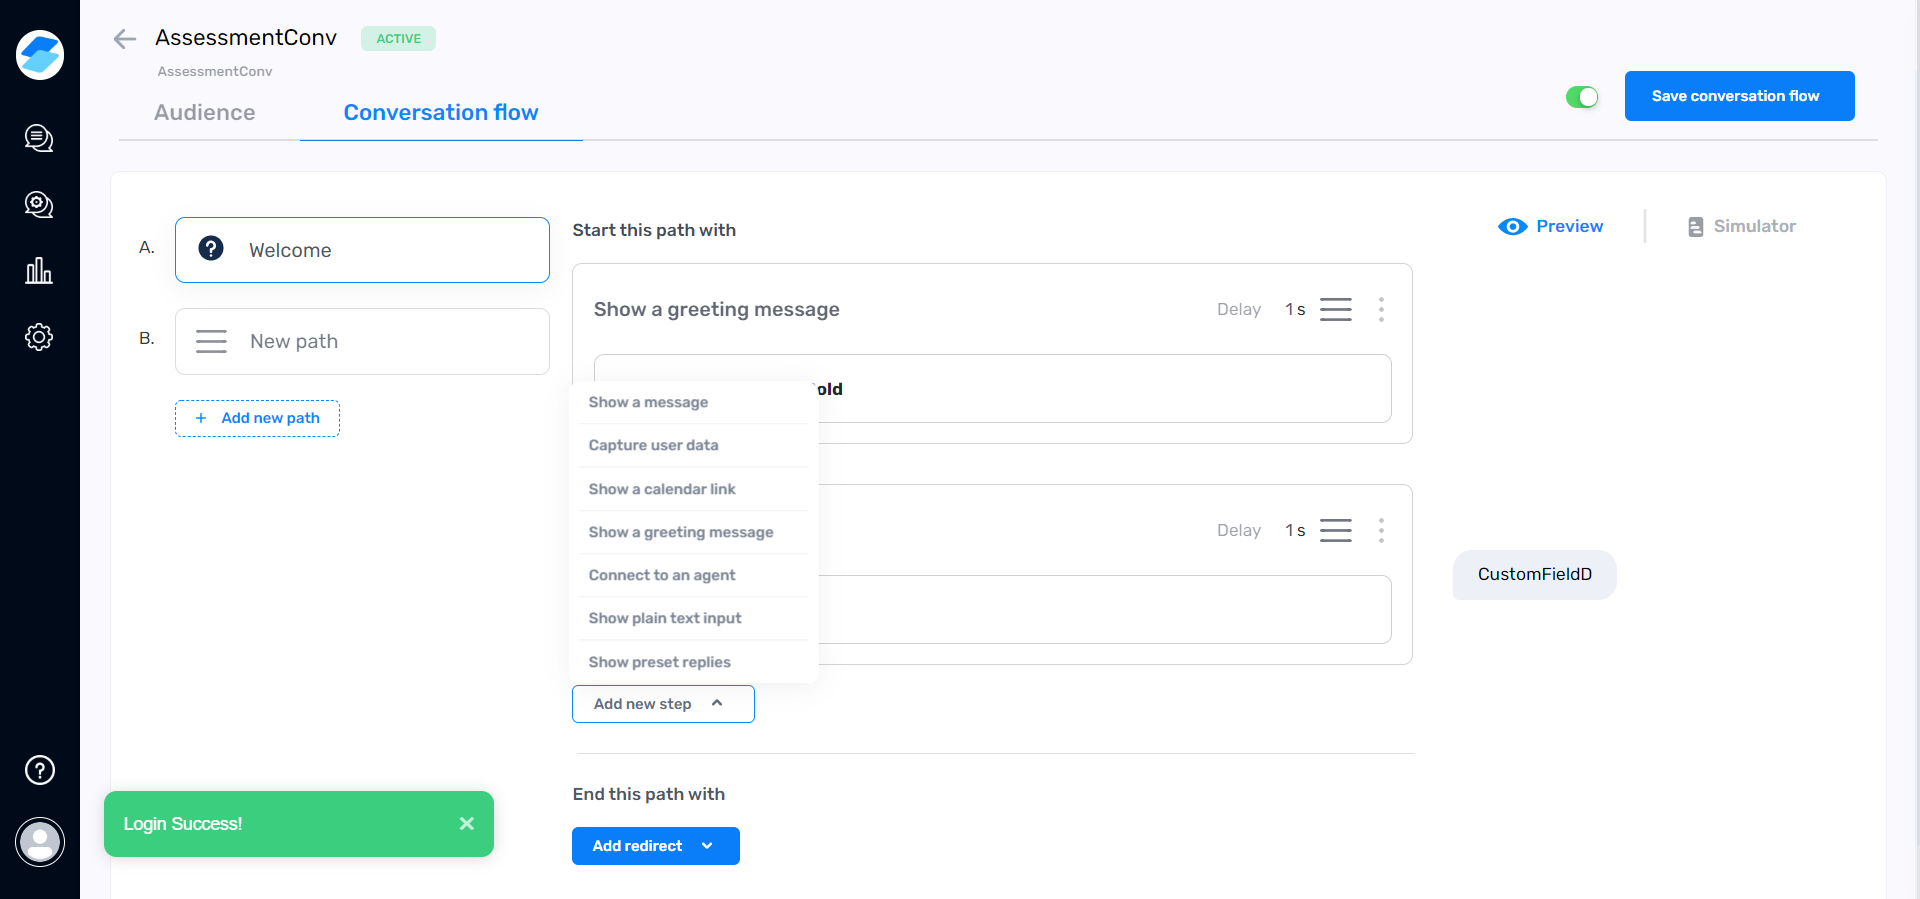 AssessmentConv
ACTIVE
AssessmentConv
Audience
Conversation flow
Save conversation flow
A.
Welcome
B.
New path
+ Add new path
Start this path with
Preview
Simulator
Show a greeting message
Delay
1 s
old
Show a message
Capture user data
Show a calendar link
Show a greeting message
Connect to an agent
Show plain text input
Show preset replies
Delay
1 s
CustomFieldD
Add new step
End this path with
Add redirect
Login Success!